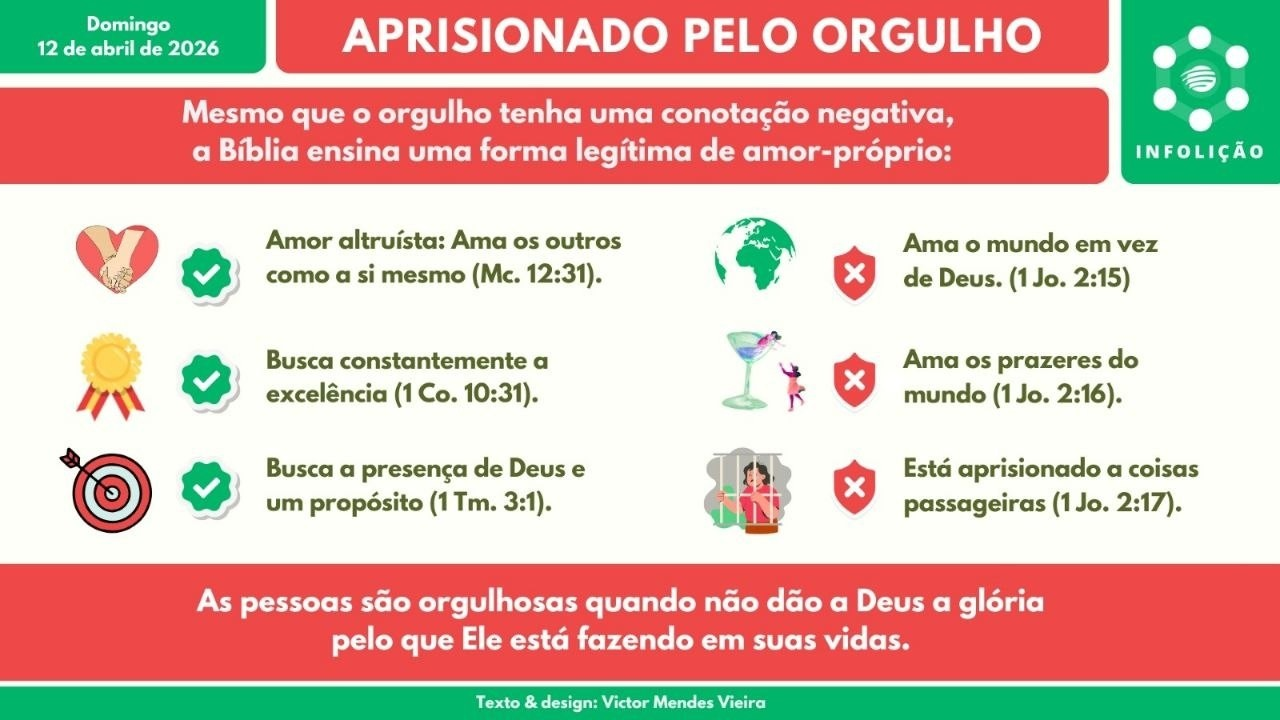 Domingo
12 de abril de 2026
APRISIONADO PELO ORGULHO
INFOLIÇÃO
Mesmo que o orgulho tenha uma conotação negativa,
a Bíblia ensina uma forma legítima de amor-próprio:
Amor altruísta: Ama os outros
como a si mesmo (Mc. 12:31).
Busca constantemente a
excelência (1 Co. 10:31).
Busca a presença de Deus e
um propósito (1 Tm. 3:1).
Ama o mundo em vez
de Deus. (1 Jo. 2:15)
Ama os prazeres do
mundo (1 Jo. 2:16).
Está aprisionado a coisas
passageiras (1 Jo. 2:17).
As pessoas são orgulhosas quando não dão a Deus a glória
pelo que Ele está fazendo em suas vidas.
Texto & design: Victor Mendes Vieira